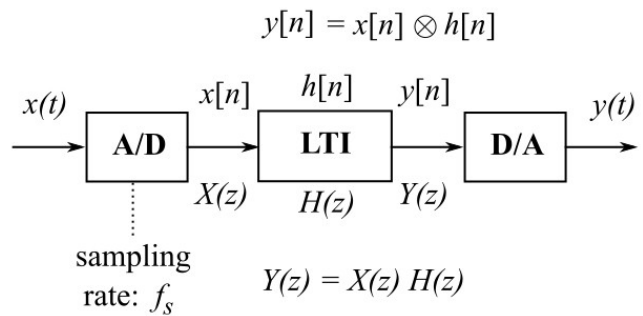 y[n] = x[n] ⊗ h[n]
x(t) x[n] h[n] y[n] y(t)
A/D LTI D/A
X(z) H(z) Y(z)
sampling
rate: fₛ
Y(z) = X(z) H(z)